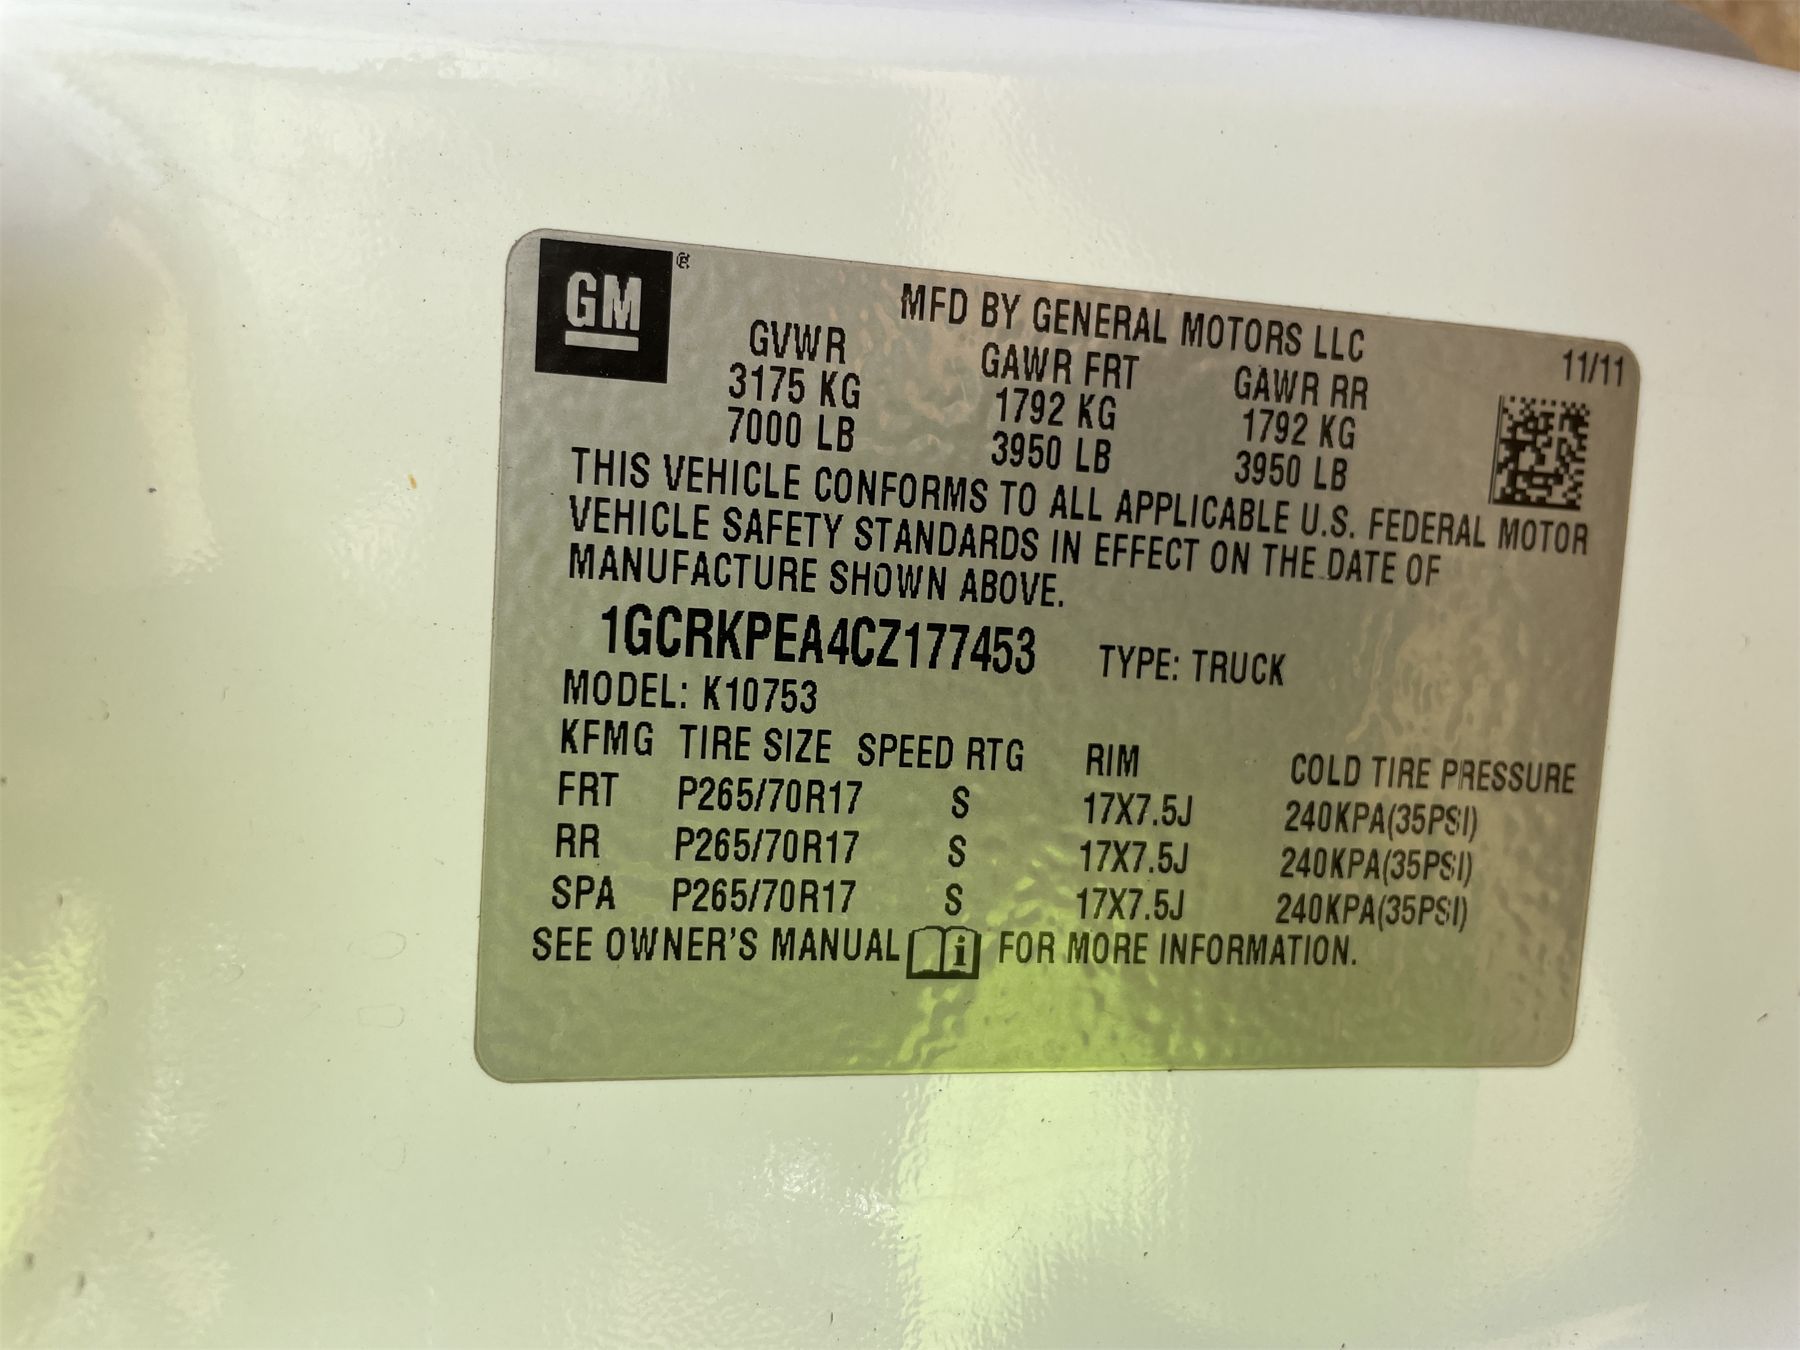 GM ®
MFD BY GENERAL MOTORS LLC
11/11
GVWR GAWR FRT GAWR RR
3175 KG 1792 KG 1792 KG
7000 LB 3950 LB 3950 LB
THIS VEHICLE CONFORMS TO ALL APPLICABLE U.S. FEDERAL MOTOR
VEHICLE SAFETY STANDARDS IN EFFECT ON THE DATE OF
MANUFACTURE SHOWN ABOVE.
1GCRKPEA4CZ177453 TYPE: TRUCK
MODEL: K10753
KFMG TIRE SIZE SPEED RTG RIM COLD TIRE PRESSURE
FRT P265/70R17 S 17X7.5J 240KPA(35PSI)
RR P265/70R17 S 17X7.5J 240KPA(35PSI)
SPA P265/70R17 S 17X7.5J 240KPA(35PSI)
SEE OWNER'S MANUAL i FOR MORE INFORMATION.